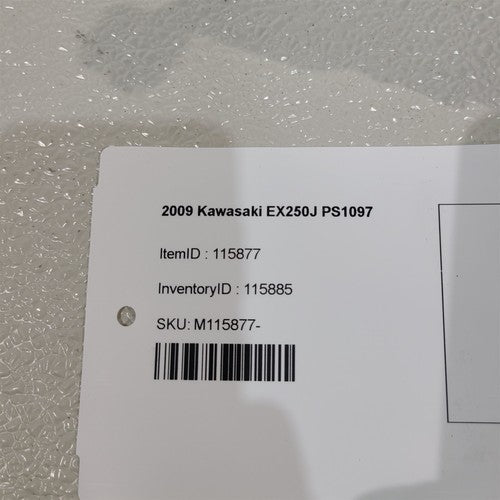 2009 Kawasaki EX250J PS1097
ItemID : 115877
InventoryID : 115885
SKU: M115877-